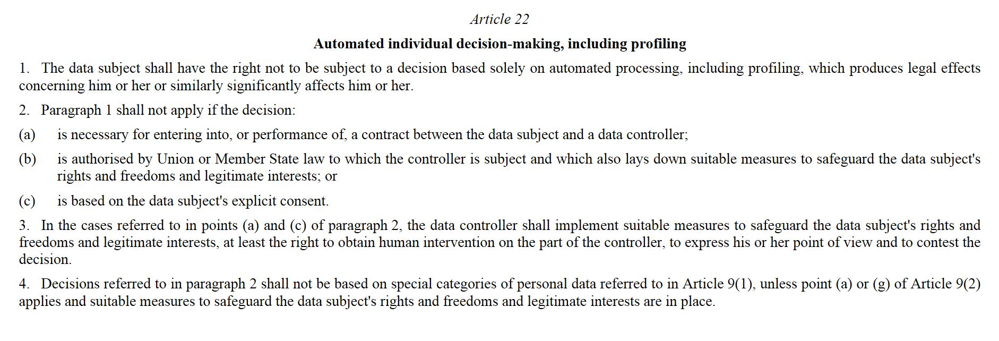 Article 22
Automated individual decision-making, including profiling
1. The data subject shall have the right not to be subject to a decision based solely on automated processing, including profiling, which produces legal effects
concerning him or her or similarly significantly affects him or her.
2. Paragraph 1 shall not apply if the decision:
(a) is necessary for entering into, or performance of, a contract between the data subject and a data controller;
(b) is authorised by Union or Member State law to which the controller is subject and which also lays down suitable measures to safeguard the data subject's
rights and freedoms and legitimate interests; or
(c) is based on the data subject's explicit consent.
3. In the cases referred to in points (a) and (c) of paragraph 2, the data controller shall implement suitable measures to safeguard the data subject's rights and
freedoms and legitimate interests, at least the right to obtain human intervention on the part of the controller, to express his or her point of view and to contest the
decision.
4. Decisions referred to in paragraph 2 shall not be based on special categories of personal data referred to in Article 9(1), unless point (a) or (g) of Article 9(2)
applies and suitable measures to safeguard the data subject's rights and freedoms and legitimate interests are in place.